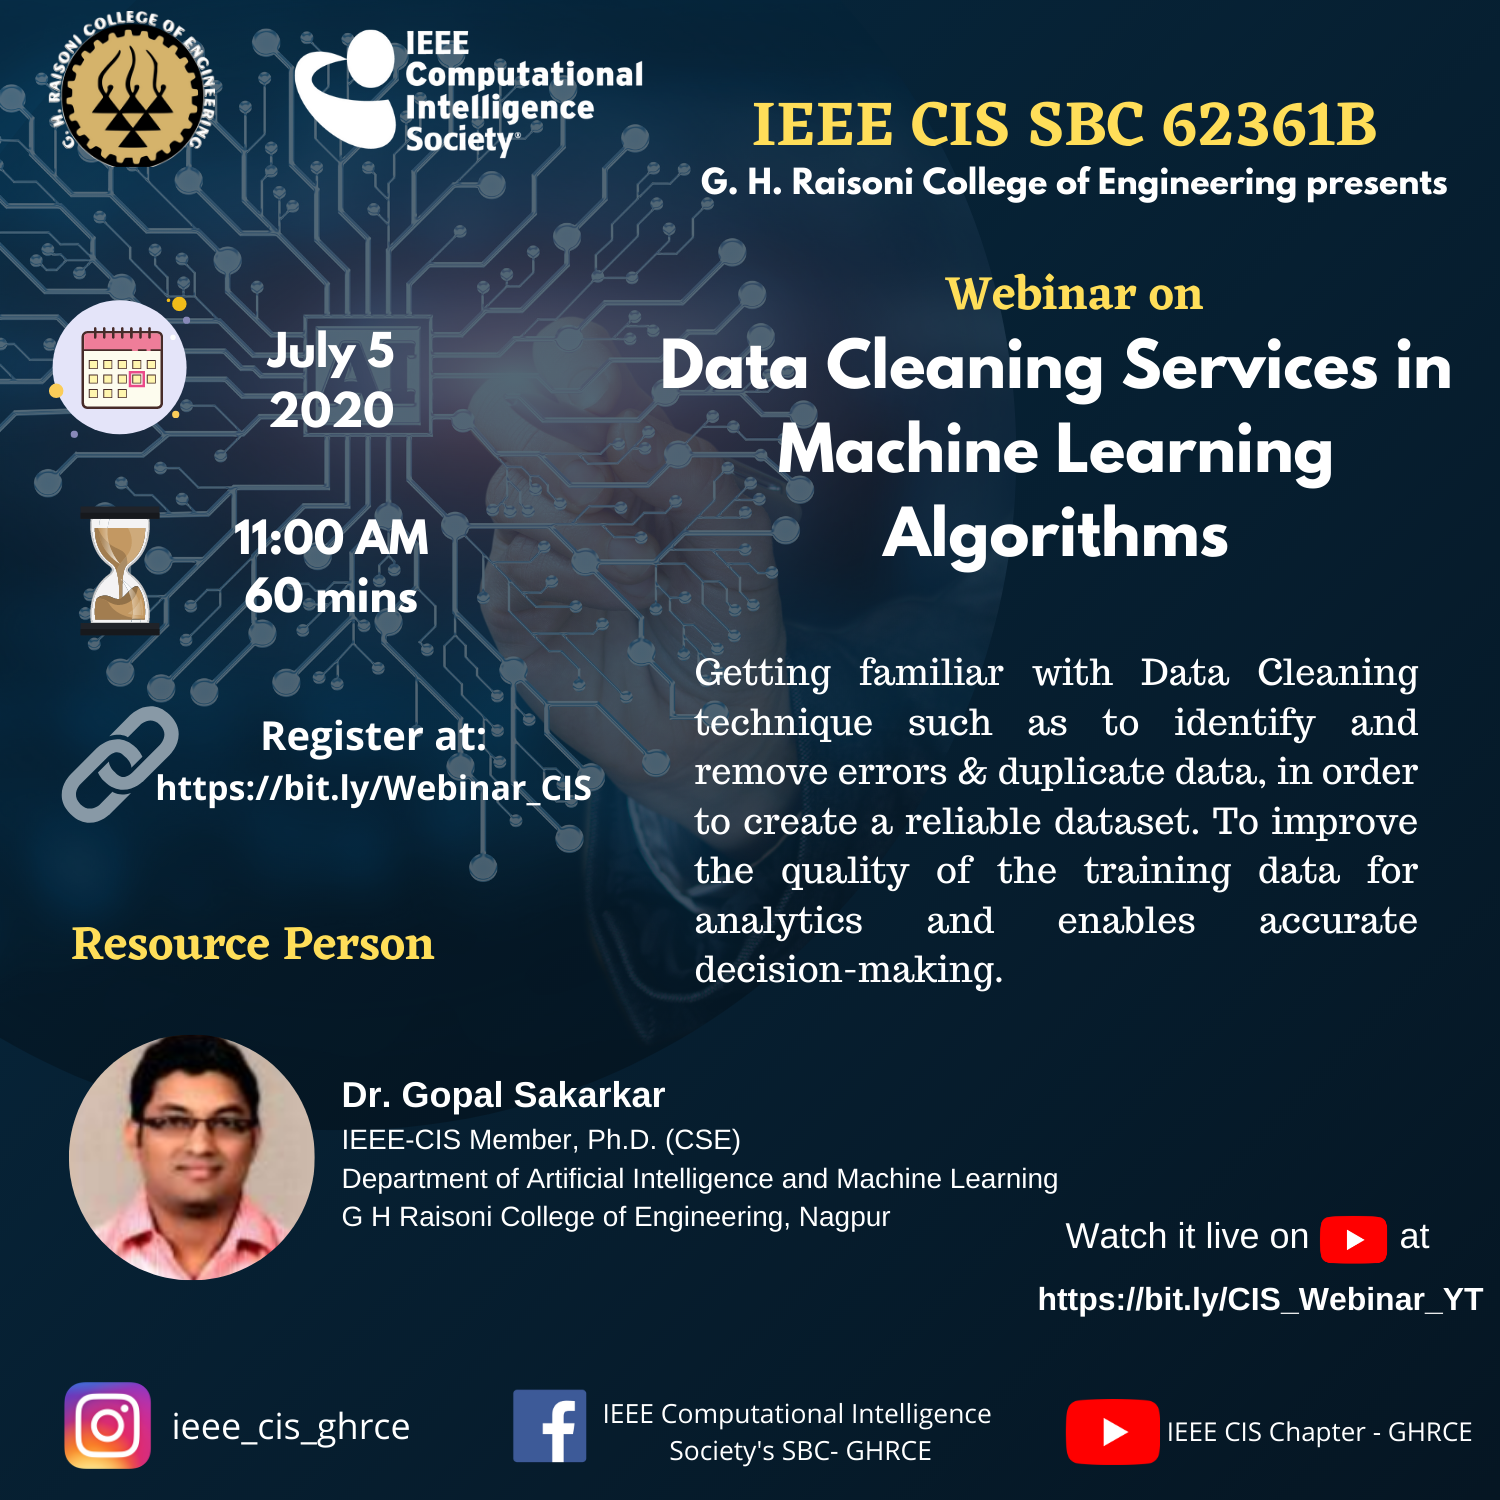 G. H. RAISONI COLLEGE OF ENGINEERING
IEEE
Computational
Intelligence
Society®
IEEE CIS SBC 62361B
G. H. Raisoni College of Engineering presents
Webinar on
Data Cleaning Services in
Machine Learning
Algorithms
July 5
2020
11:00 AM
60 mins
Register at:
https://bit.ly/Webinar_CIS
Getting familiar with Data Cleaning
technique such as to identify and
remove errors & duplicate data, in order
to create a reliable dataset. To improve
the quality of the training data for
analytics and enables accurate
decision-making.
Resource Person
Dr. Gopal Sakarkar
IEEE-CIS Member, Ph.D. (CSE)
Department of Artificial Intelligence and Machine Learning
G H Raisoni College of Engineering, Nagpur
Watch it live on at
https://bit.ly/CIS_Webinar_YT
ieee_cis_ghrce
IEEE Computational Intelligence
Society's SBC- GHRCE
IEEE CIS Chapter - GHRCE